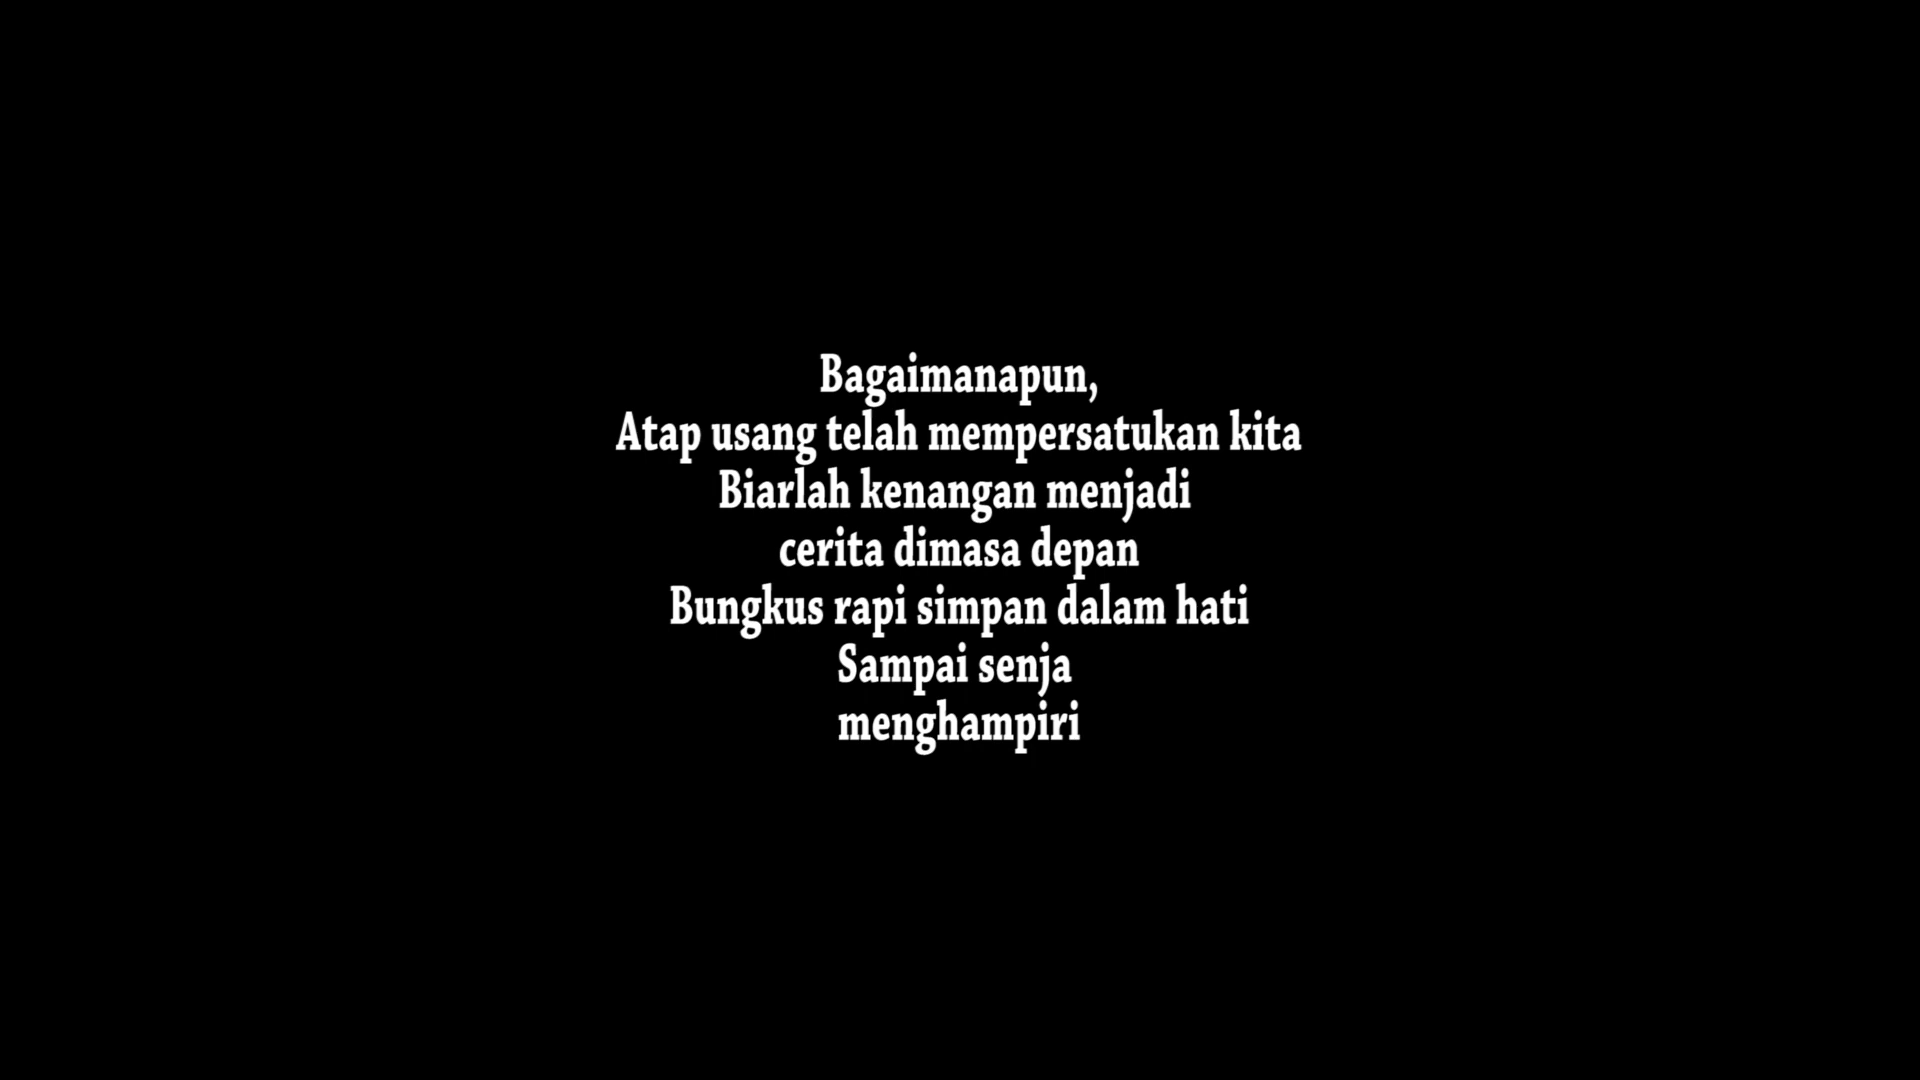 Bagaimanapun,
Atap usang telah mempersatukan kita
Biarlah kenangan menjadi
cerita dimasa depan
Bungkus rapi simpan dalam hati
Sampai senja
menghampiri